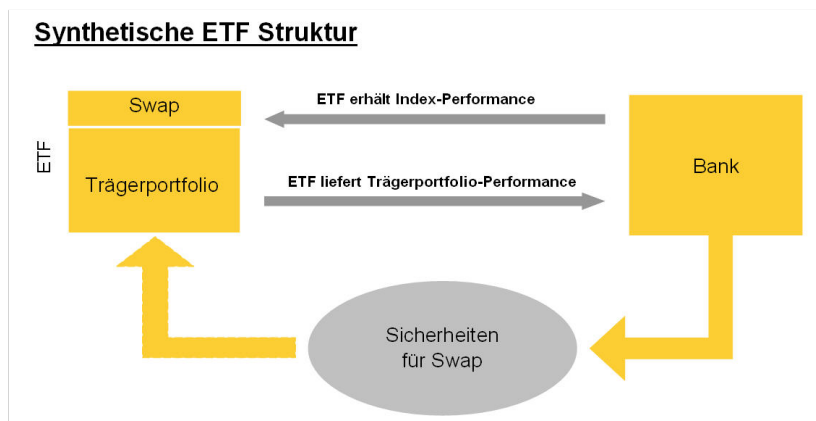 Synthetische ETF Struktur
Swap
ETF erhält Index-Performance
ETF
Trägerportfolio
Bank
ETF liefert Trägerportfolio-Performance
Sicherheiten
für Swap